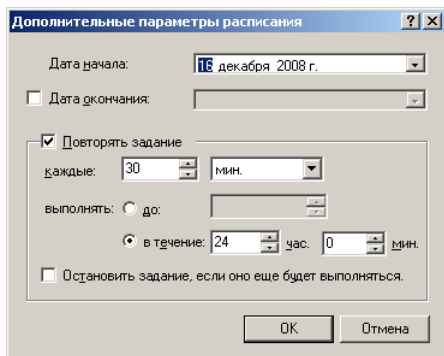 Дополнительные параметры расписания
Дата начала: 16 декабря 2008 г.
Дата окончания:
Повторять задание
каждые: 30 мин.
выполнять: до:
в течение: 24 час. 0 мин.
Остановить задание, если оно еще будет выполняться.
OK Отмена